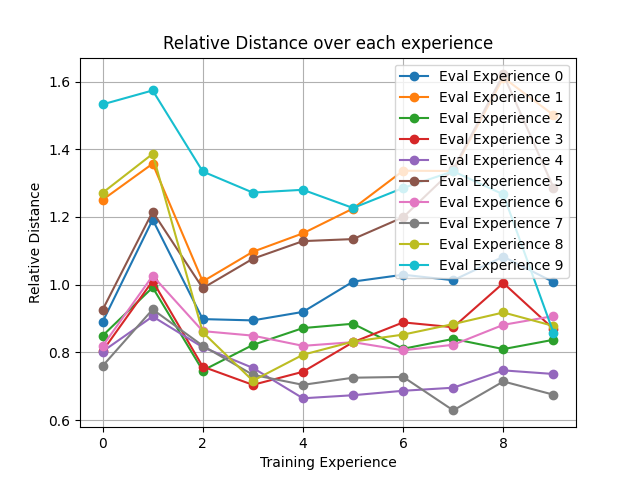 Relative Distance over each experience
1.6
1.4
1.2
1.0
0.8
0.6
Relative Distance
Eval Experience 0
Eval Experience 1
Eval Experience 2
Eval Experience 3
Eval Experience 4
Eval Experience 5
Eval Experience 6
Eval Experience 7
Eval Experience 8
Eval Experience 9
0 2 4 6 8
Training Experience